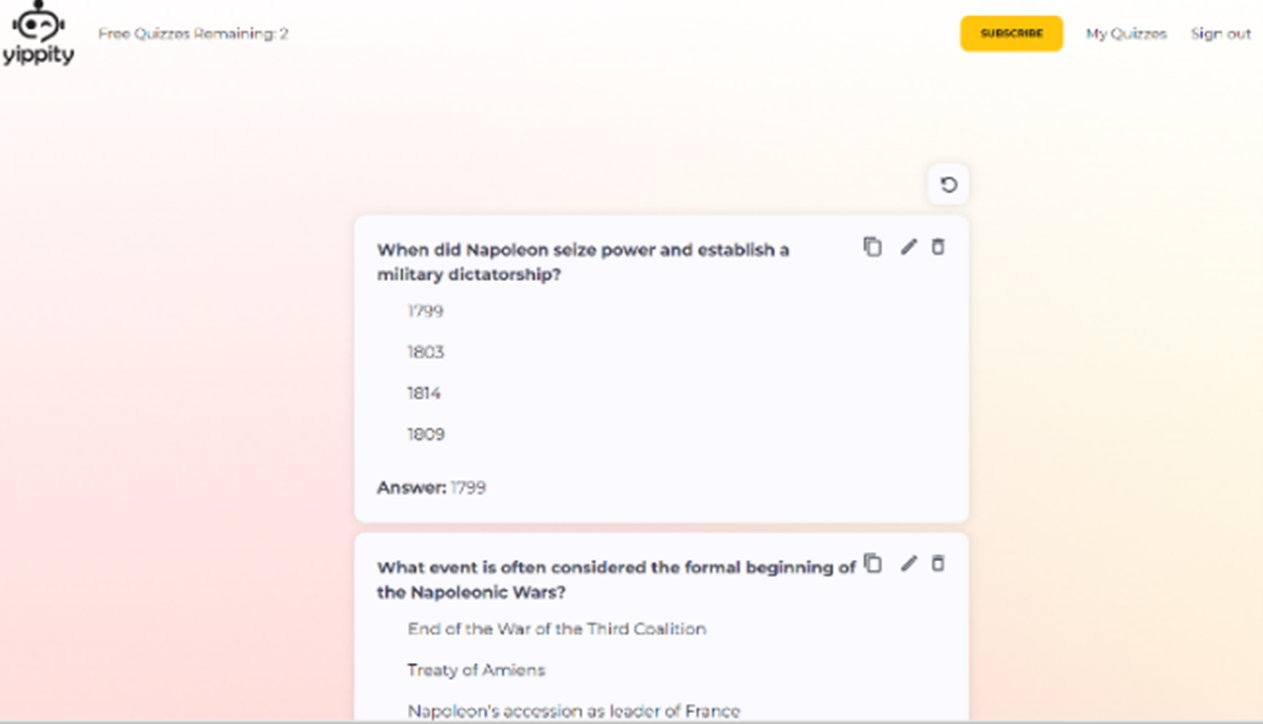 Free Quizzes Remaining: 2
SUBSCRIBE
My Quizzes
Sign out
yippity
When did Napoleon seize power and establish a
military dictatorship?
1799
1803
1814
1809
Answer: 1799
What event is often considered the formal beginning of
the Napoleonic Wars?
End of the War of the Third Coalition
Treaty of Amiens
Napoleon's accession as leader of France